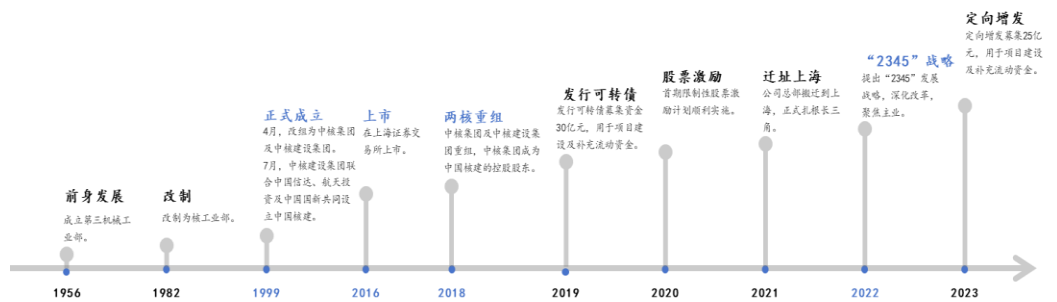 前身发展
成立第三机械工
业部。
1956
改制
改制为核工业部。
1982
正式成立
4月，改组为中核集团
及中核建设集团。
7月，中核建设集团联
合中国信达、航天投
资及中国国新共同设
立中国核建。
1999
上市
在上海证券交
易所上市。
2016
两核重组
中核集团及中核建设集
团重组，中核集团成为
中国核建的控股股东。
2018
发行可转债
发行可转债募集资金
30亿元，用于项目建
设及补充流动资金。
2019
股票激励
首期限制性股票激
励计划顺利实施。
2020
迁址上海
公司总部搬迁到上
海，正式扎根长三
角。
2021
“2345”战略
提出“2345”发展
战略，深化改革，
聚焦主业。
2022
定向增发
定向增发募集25亿
元，用于项目建设
及补充流动资金。
2023